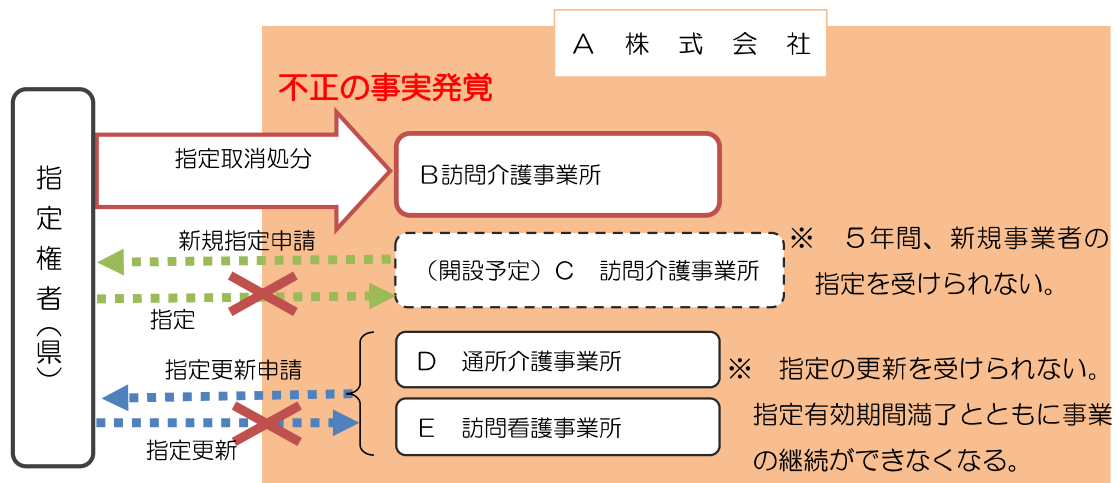 A 株 式 会 社
不正の事実発覚
指定権者（県）
指定取消処分
B訪問介護事業所
新規指定申請
（開設予定）C 訪問介護事業所
指定
※ ５年間、新規事業者の
指定を受けられない。
指定更新申請
D 通所介護事業所
E 訪問看護事業所
指定更新
※ 指定の更新を受けられない。
指定有効期間満了とともに事業
の継続ができなくなる。